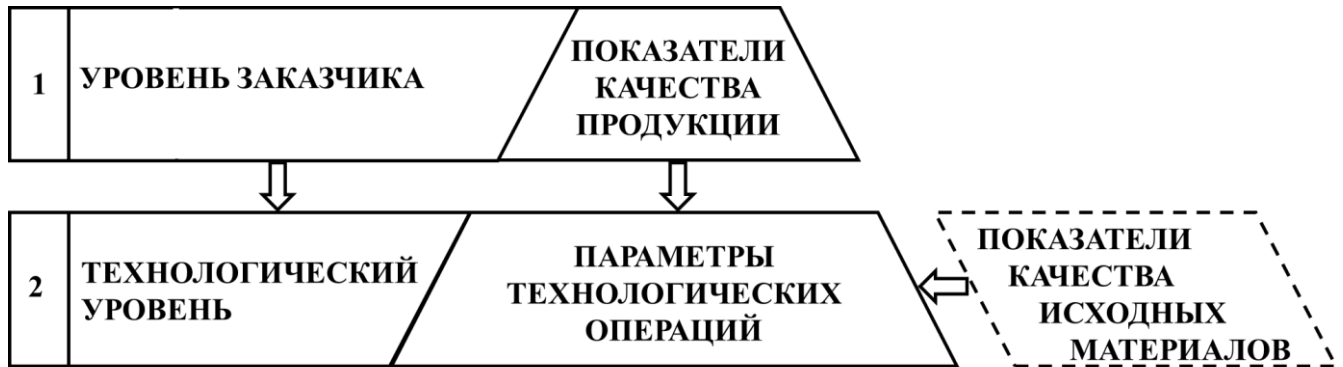 1
УРОВЕНЬ ЗАКАЗЧИКА
ПОКАЗАТЕЛИ
КАЧЕСТВА
ПРОДУКЦИИ
2
ТЕХНОЛОГИЧЕСКИЙ
УРОВЕНЬ
ПАРАМЕТРЫ
ТЕХНОЛОГИЧЕСКИХ
ОПЕРАЦИЙ
ПОКАЗАТЕЛИ
КАЧЕСТВА
ИСХОДНЫХ
МАТЕРИАЛОВ